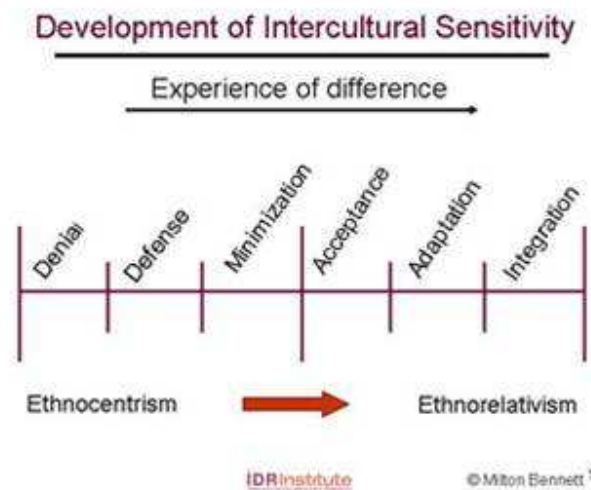 Development of Intercultural Sensitivity
Experience of difference
Denial
Defense
Minimization
Acceptance
Adaptation
Integration
Ethnocentrism
Ethnorelativism
IDRInstitute
© Milton Bennett